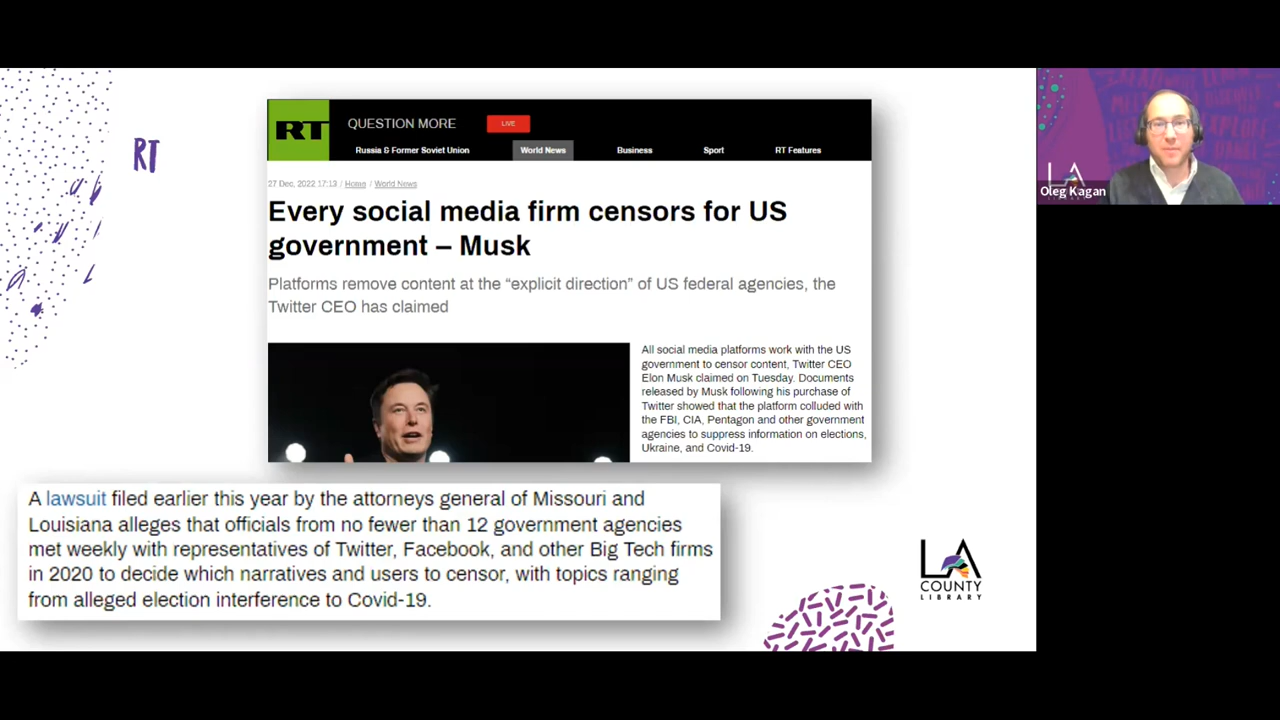 RT
RT
QUESTION MORE
LIVE
Russia & Former Soviet Union World News Business Sport RT Features
27 Dec, 2022 17:13 / Home / World News
Every social media firm censors for US
government – Musk
Platforms remove content at the “explicit direction” of US federal agencies, the
Twitter CEO has claimed
All social media platforms work with the US
government to censor content, Twitter CEO
Elon Musk claimed on Tuesday. Documents
released by Musk following his purchase of
Twitter showed that the platform colluded with
the FBI, CIA, Pentagon and other government
agencies to suppress information on elections,
Ukraine, and Covid-19.
A lawsuit filed earlier this year by the attorneys general of Missouri and
Louisiana alleges that officials from no fewer than 12 government agencies
met weekly with representatives of Twitter, Facebook, and other Big Tech firms
in 2020 to decide which narratives and users to censor, with topics ranging
from alleged election interference to Covid-19.
LA
COUNTY
LIBRARY
LA
Oleg Kagan